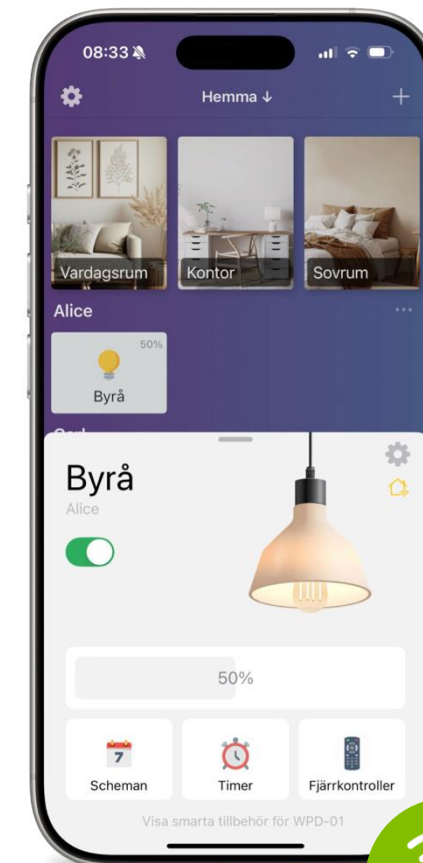 08:33
Hemma ↓
Vardagsrum
Kontor
Sovrum
Alice
50%
Byrå
Byrå
Alice
50%
7
Scheman
Timer
Fjärrkontroller
Visa smarta tillbehör för WPD-01